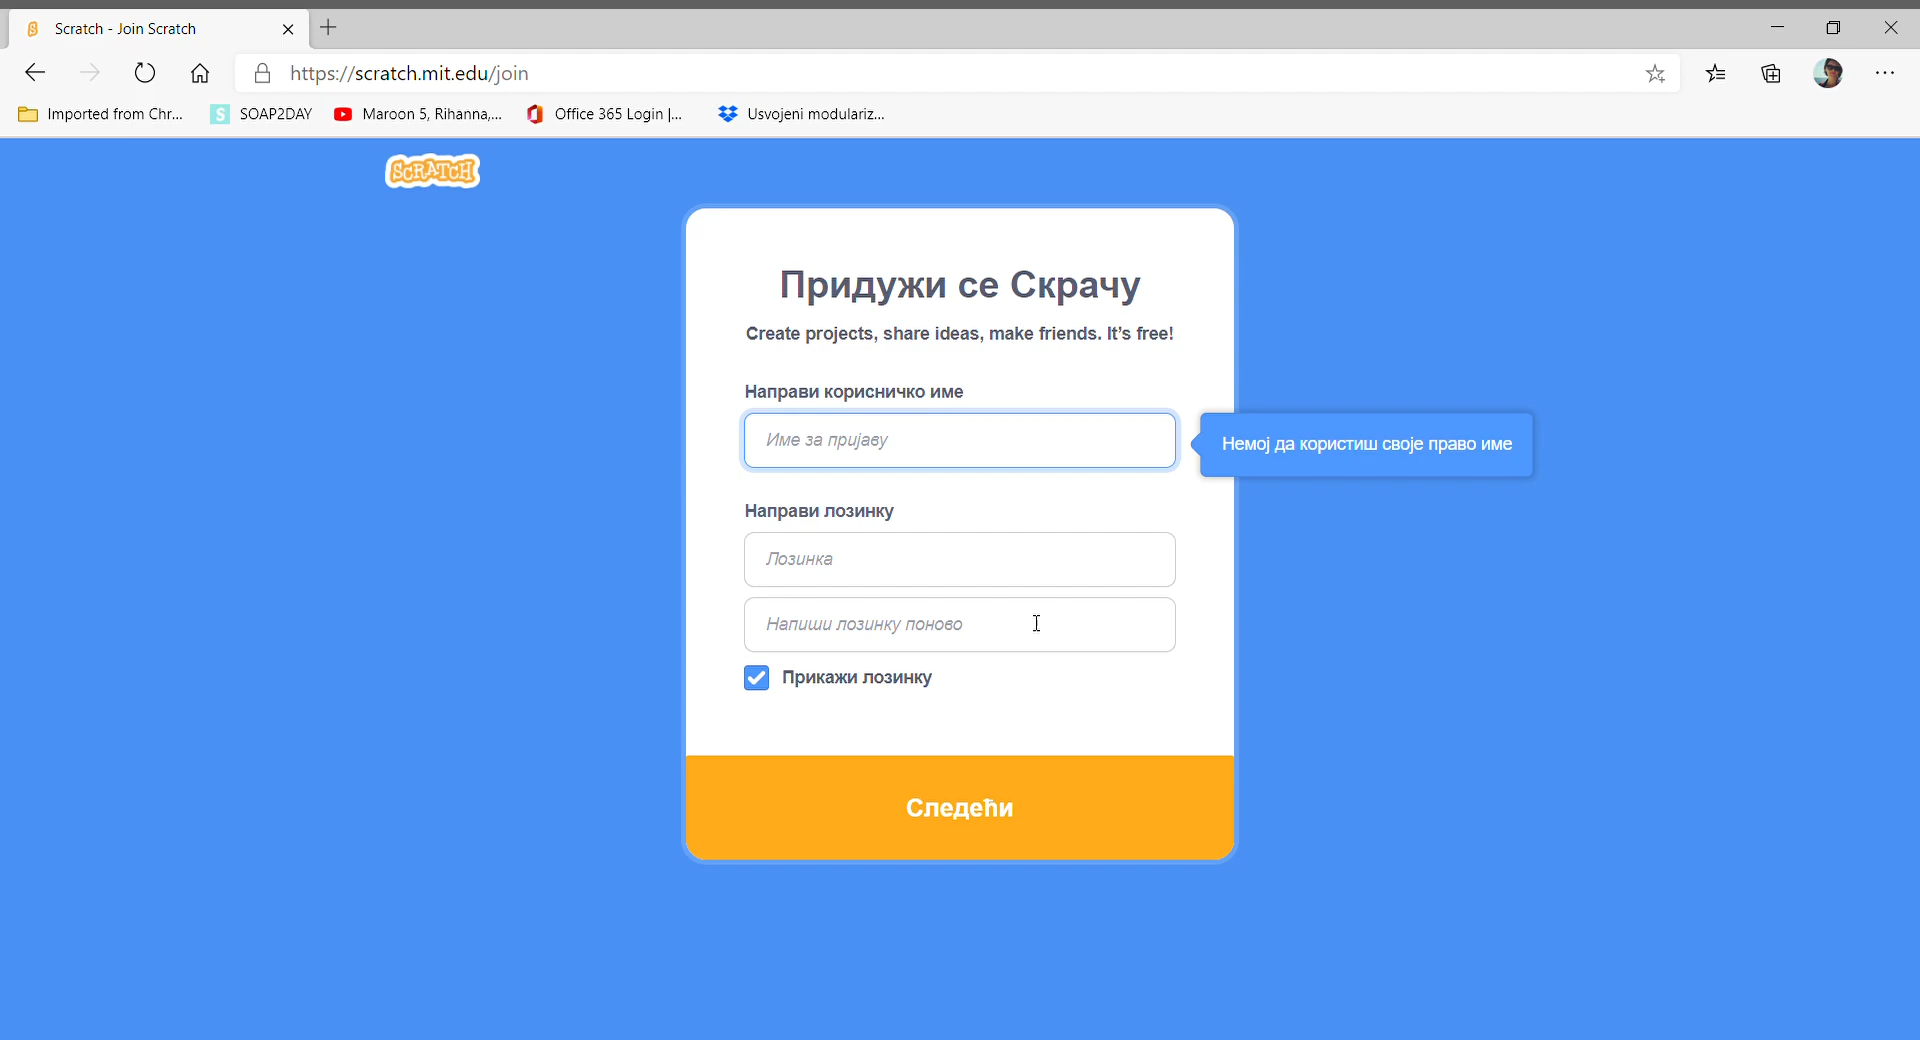 Scratch - Join Scratch
https://scratch.mit.edu/join
Imported from Chr...
S SOAP2DAY
Maroon 5, Rihanna,...
Office 365 Login |...
Usvojeni modulariz...
SCRATCH
Придужи се Скрачу
Create projects, share ideas, make friends. It’s free!
Направи корисничко име
Име за пријаву
Немој да користиш своје право име
Направи лозинку
Лозинка
Напиши лозинку поново
Прикажи лозинку
Следећи